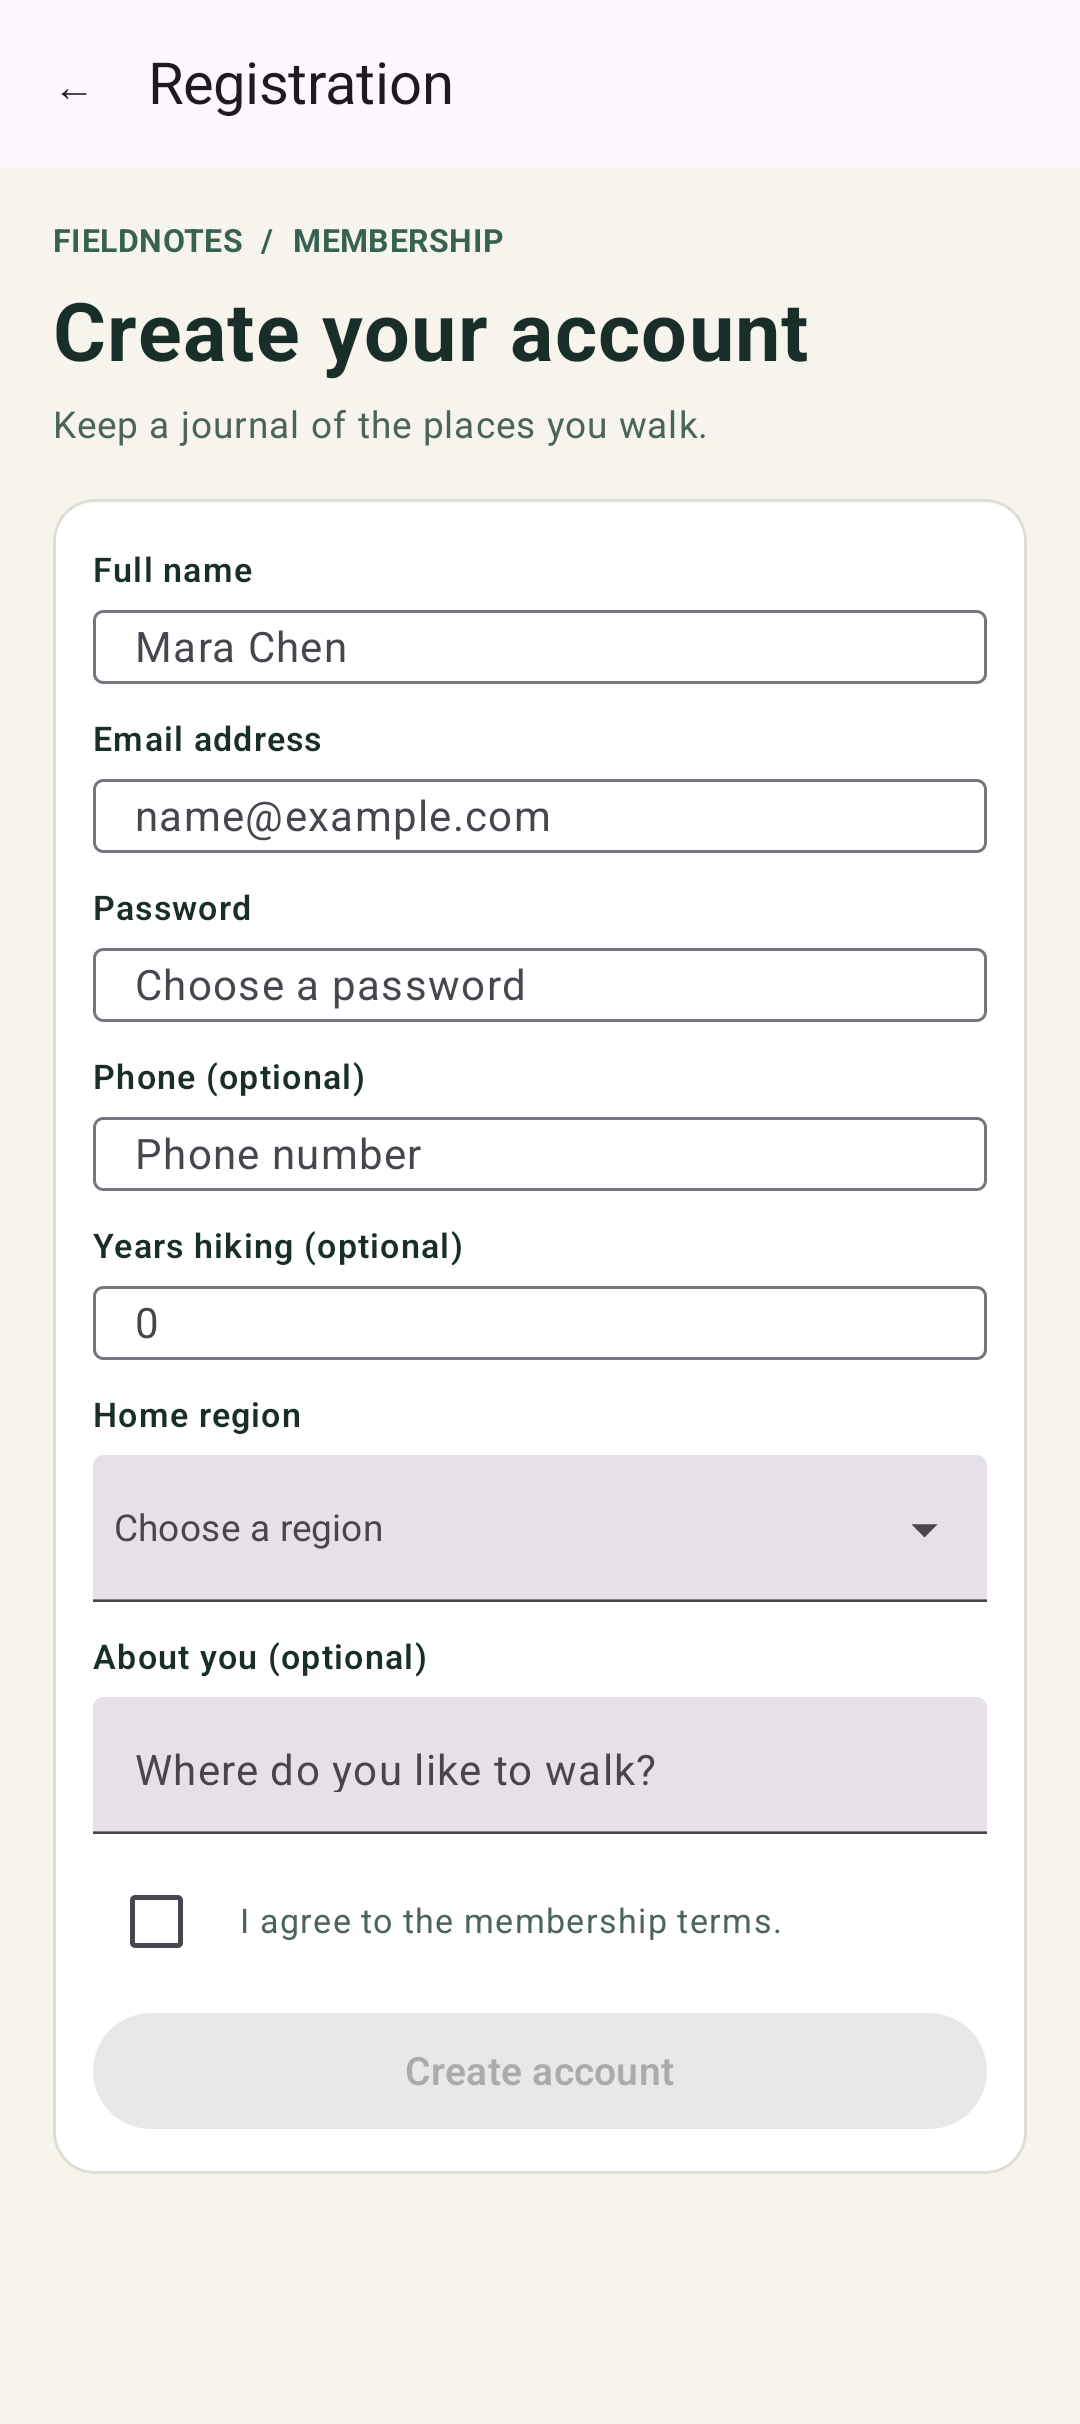 ← Registration
FIELDNOTES / MEMBERSHIP
Create your account
Keep a journal of the places you walk.
Full name
Mara Chen
Email address
name@example.com
Password
Choose a password
Phone (optional)
Phone number
Years hiking (optional)
0
Home region
Choose a region
About you (optional)
Where do you like to walk?
I agree to the membership terms.
Create account